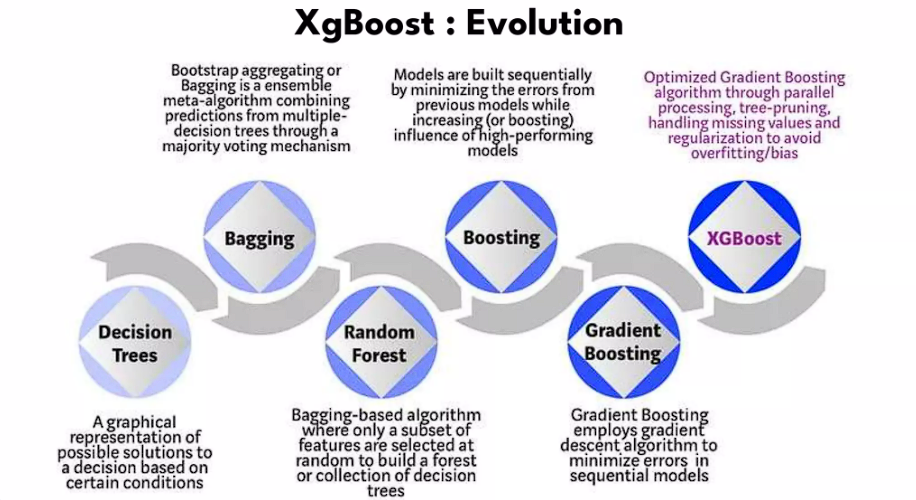 XgBoost : Evolution
Bootstrap aggregating or
Bagging is a ensemble
meta-algorithm combining
predictions from multiple-
decision trees through a
majority voting mechanism
Models are built sequentially
by minimizing the errors from
previous models while
increasing (or boosting)
influence of high-performing
models
Optimized Gradient Boosting
algorithm through parallel
processing, tree-pruning,
handling missing values and
regularization to avoid
overfitting/bias
Bagging
Boosting
XGBoost
Decision
Trees
Random
Forest
Gradient
Boosting
A graphical
representation of
possible solutions to
a decision based on
certain conditions
Bagging-based algorithm
where only a subset of
features are selected at
random to build a forest
or collection of decision
trees
Gradient Boosting
employs gradient
descent algorithm to
minimize errors in
sequential models